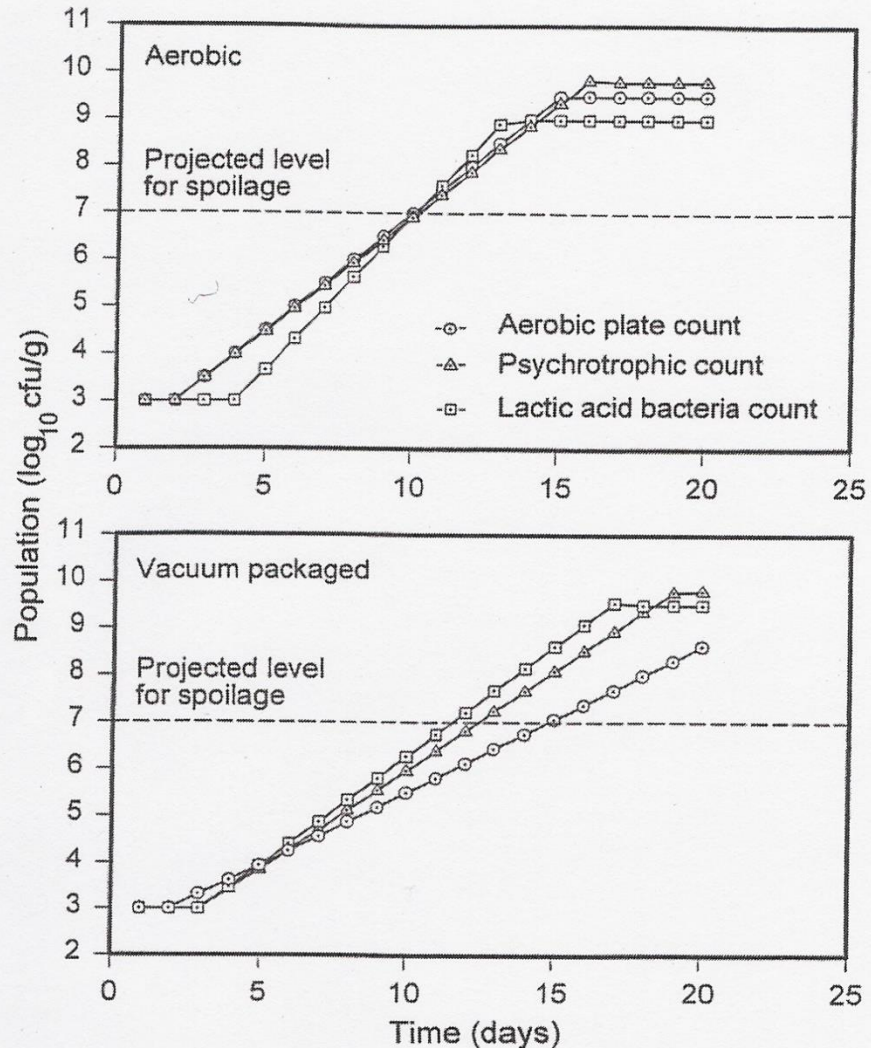 Population (log10 cfu/g)
11
10
9
8
7
6
5
4
3
2
Aerobic
Projected level
for spoilage
Aerobic plate count
Psychrotrophic count
Lactic acid bacteria count
0
5
10
15
20
25
11
10
9
8
7
6
5
4
3
2
Vacuum packaged
Projected level
for spoilage
0
5
10
15
20
25
Time (days)